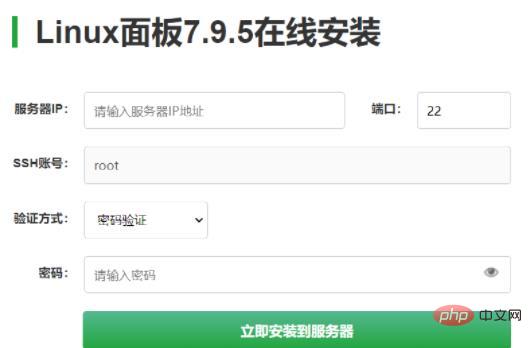 Linux面板7.9.5在线安装
服务器IP: 请输入服务器IP地址 端口: 22
SSH账号: root
验证方式: 密码验证
密码: 请输入密码
立即安装到服务器
php 中文网